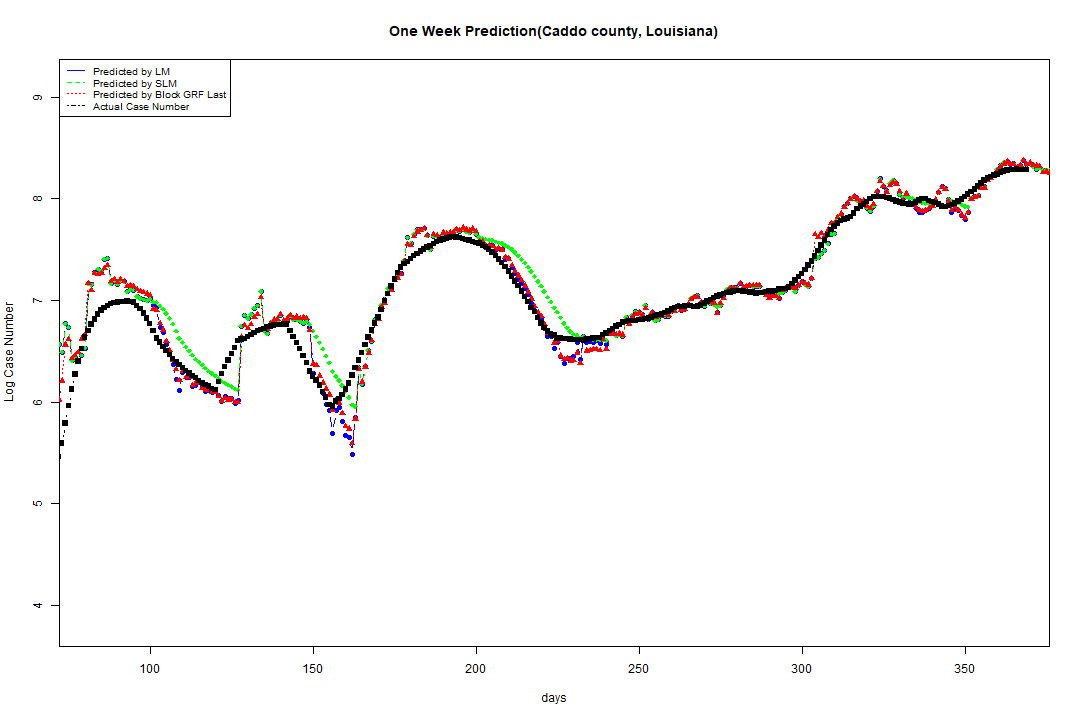 One Week Prediction(Caddo county, Louisiana)
Predicted by LM
Predicted by SLM
Predicted by Block GRF Last
Actual Case Number
9
8
7
6
5
4
Log Case Number
100 150 200 250 300 350
days